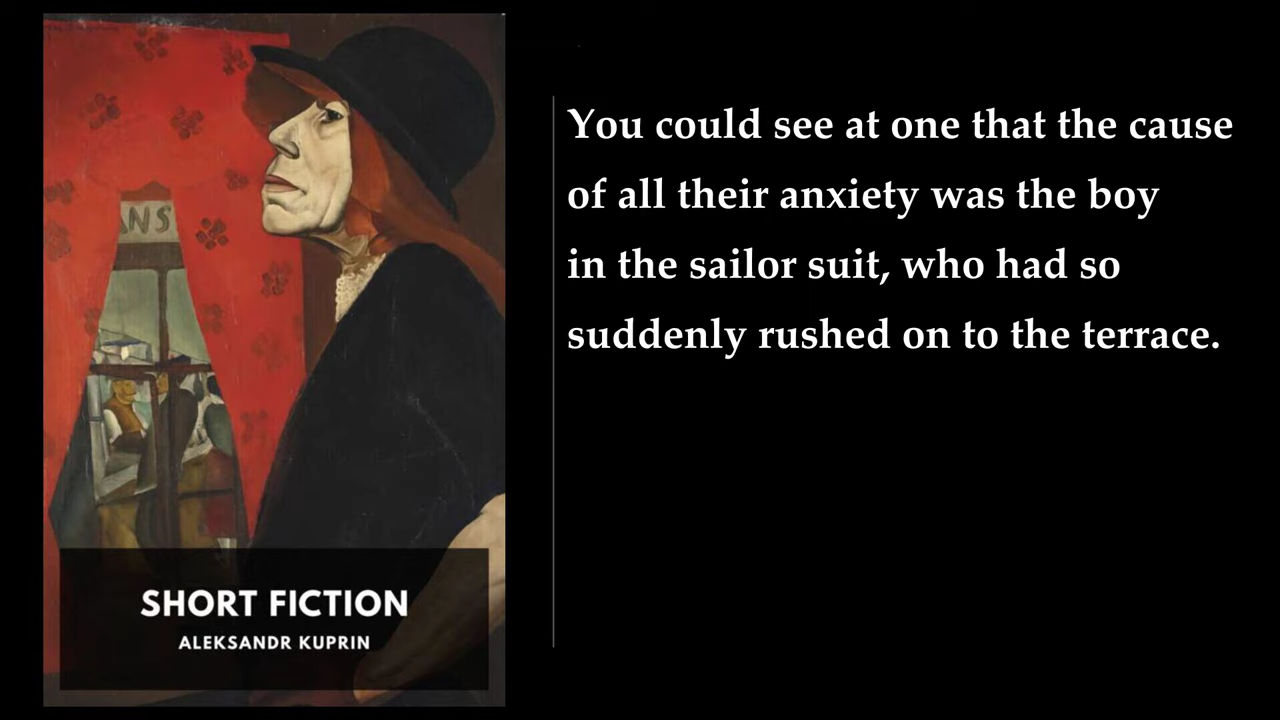 ANS
SHORT FICTION
ALEKSANDR KUPRIN
You could see at one that the cause
of all their anxiety was the boy
in the sailor suit, who had so
suddenly rushed on to the terrace.